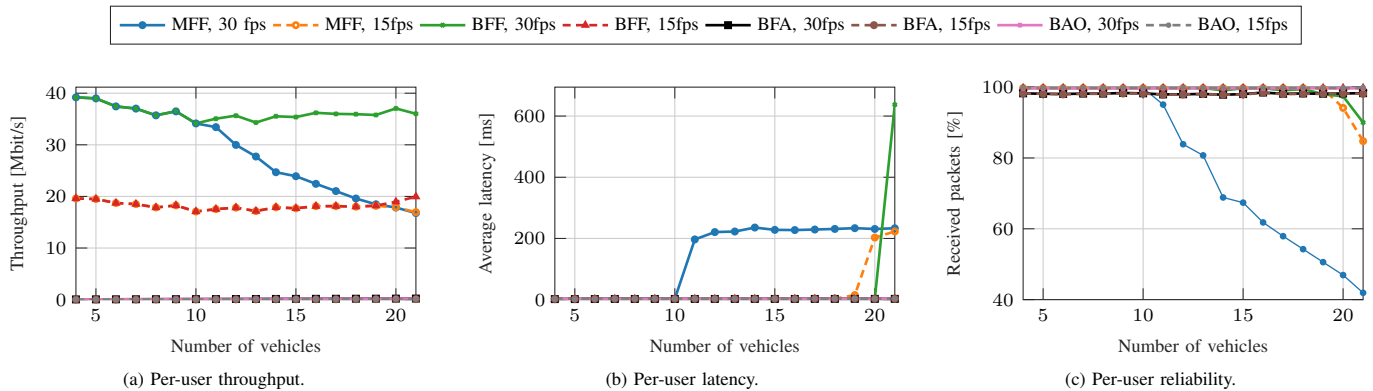 MFF, 30 fps MFF, 15fps BFF, 30fps BFF, 15fps BFA, 30fps BFA, 15fps BAO, 30fps BAO, 15fps
Throughput [Mbit/s]
40
30
20
10
0
5 10 15 20
Number of vehicles
(a) Per-user throughput.
Average latency [ms]
600
400
200
0
5 10 15 20
Number of vehicles
(b) Per-user latency.
Received packets [%]
100
80
60
40
5 10 15 20
Number of vehicles
(c) Per-user reliability.